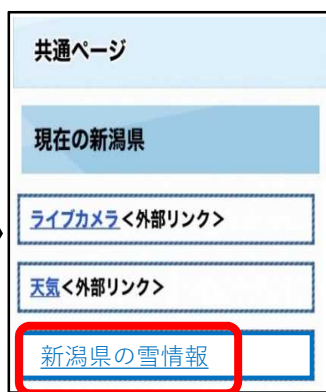 共通ページ
現在の新潟県
ライブカメラ<外部リンク>
天気<外部リンク>
新潟県の雪情報